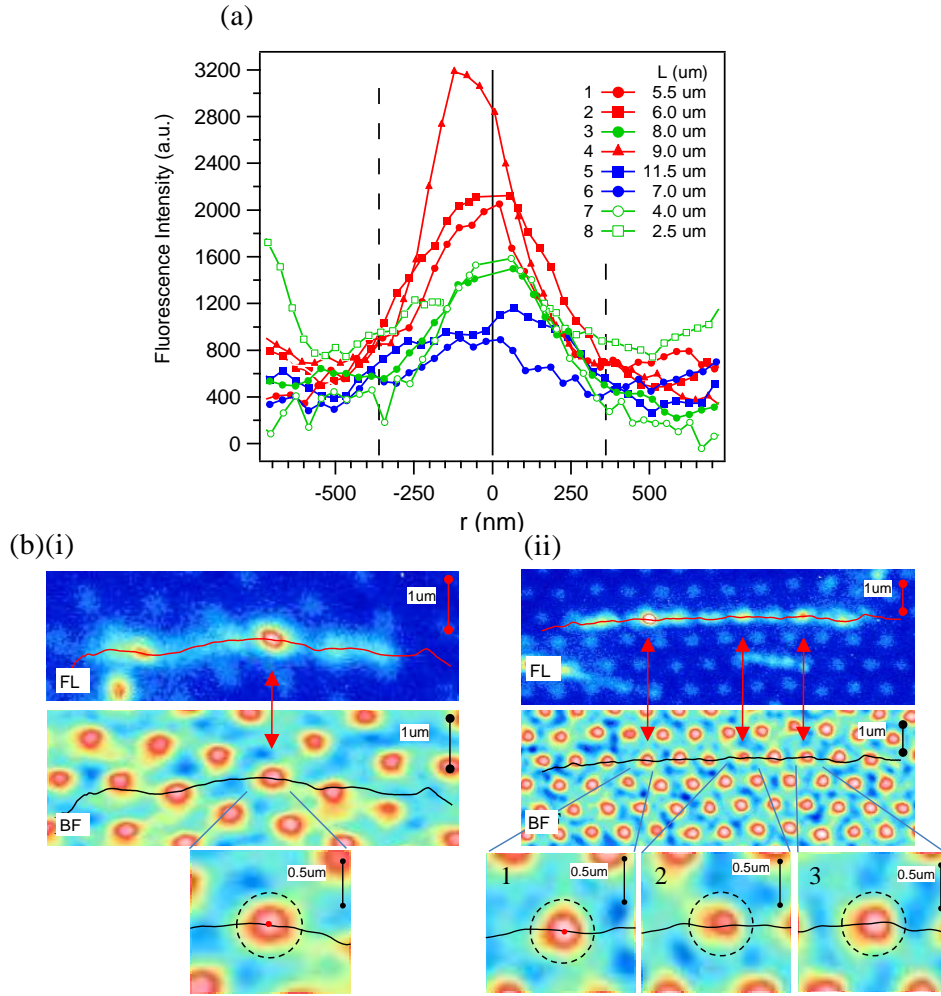 (a)
3200
2800
2400
2000
1600
1200
800
400
0
Fluorescence Intensity (a.u.)
L (um)
1 5.5 um
2 6.0 um
3 8.0 um
4 9.0 um
5 11.5 um
6 7.0 um
7 4.0 um
8 2.5 um
-500 -250 0 250 500
r (nm)
(b)(i)
1um
FL
1um
BF
0.5um
(ii)
1um
FL
1um
BF
1 0.5um
2 0.5um
3 0.5um